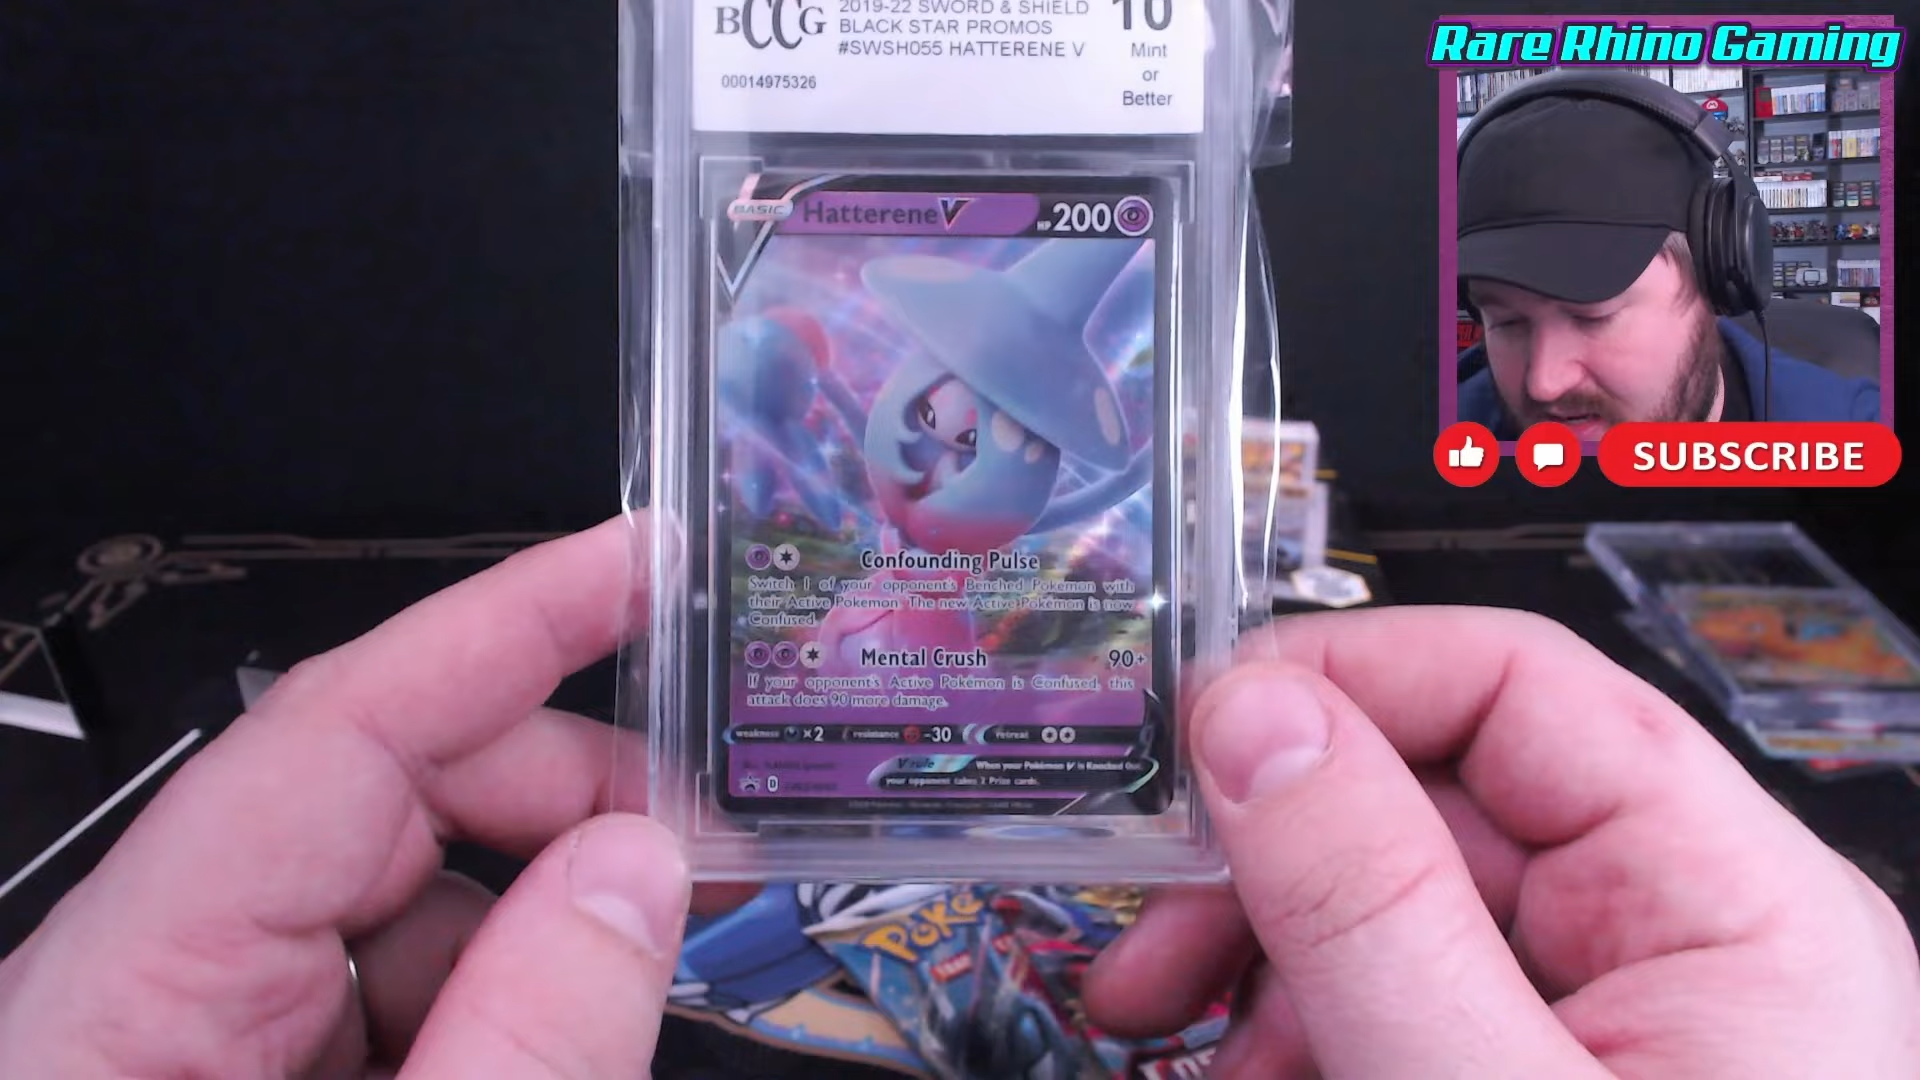 BCCG
2019-22 SWORD & SHIELD
BLACK STAR PROMOS
#SWSH055 HATTERENE V
00014975326
10
Mint
or
Better
Rare Rhino Gaming
SUBSCRIBE
BASIC
Hatterene V
HP 200
Confounding Pulse
Switch 1 of your opponent's Benched Pokémon with
their Active Pokémon. The new Active Pokémon is now
Confused.
Mental Crush 90+
If your opponent's Active Pokémon is Confused, this
attack does 90 more damage.
weakness ×2 resistance -30 retreat
V rule When your Pokémon V is Knocked Out,
your opponent takes 2 Prize cards.
D
POKé